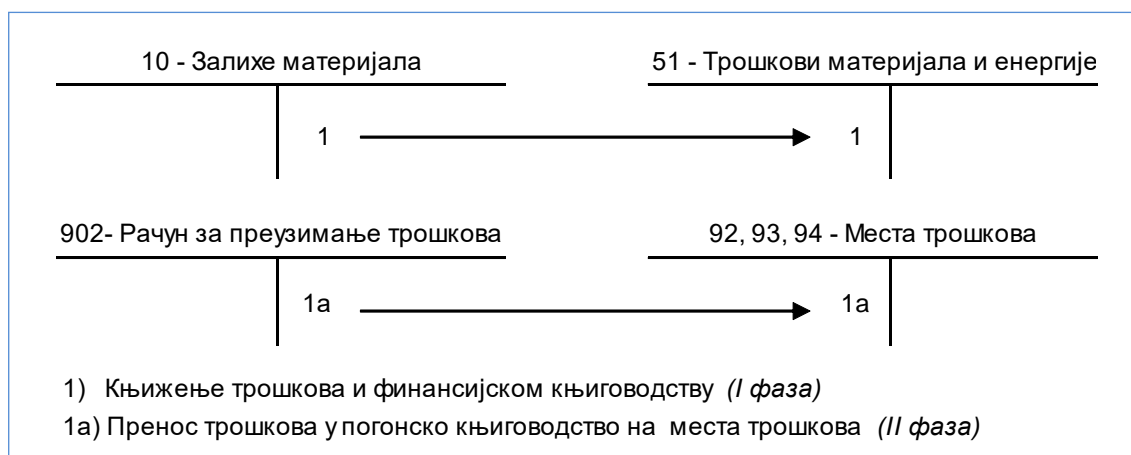 10 - Залихе материјала
51 - Трошкови материјала и енергије
1
1
902- Рачун за преузимање трошкова
92, 93, 94 - Места трошкова
1а
1а
1) Књижење трошкова и финансијском књиговодству (I фаза)
1а) Пренос трошкова у погонско књиговодство на места трошкова (II фаза)